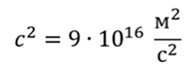 c² = 9 · 10¹⁶ м²/с²